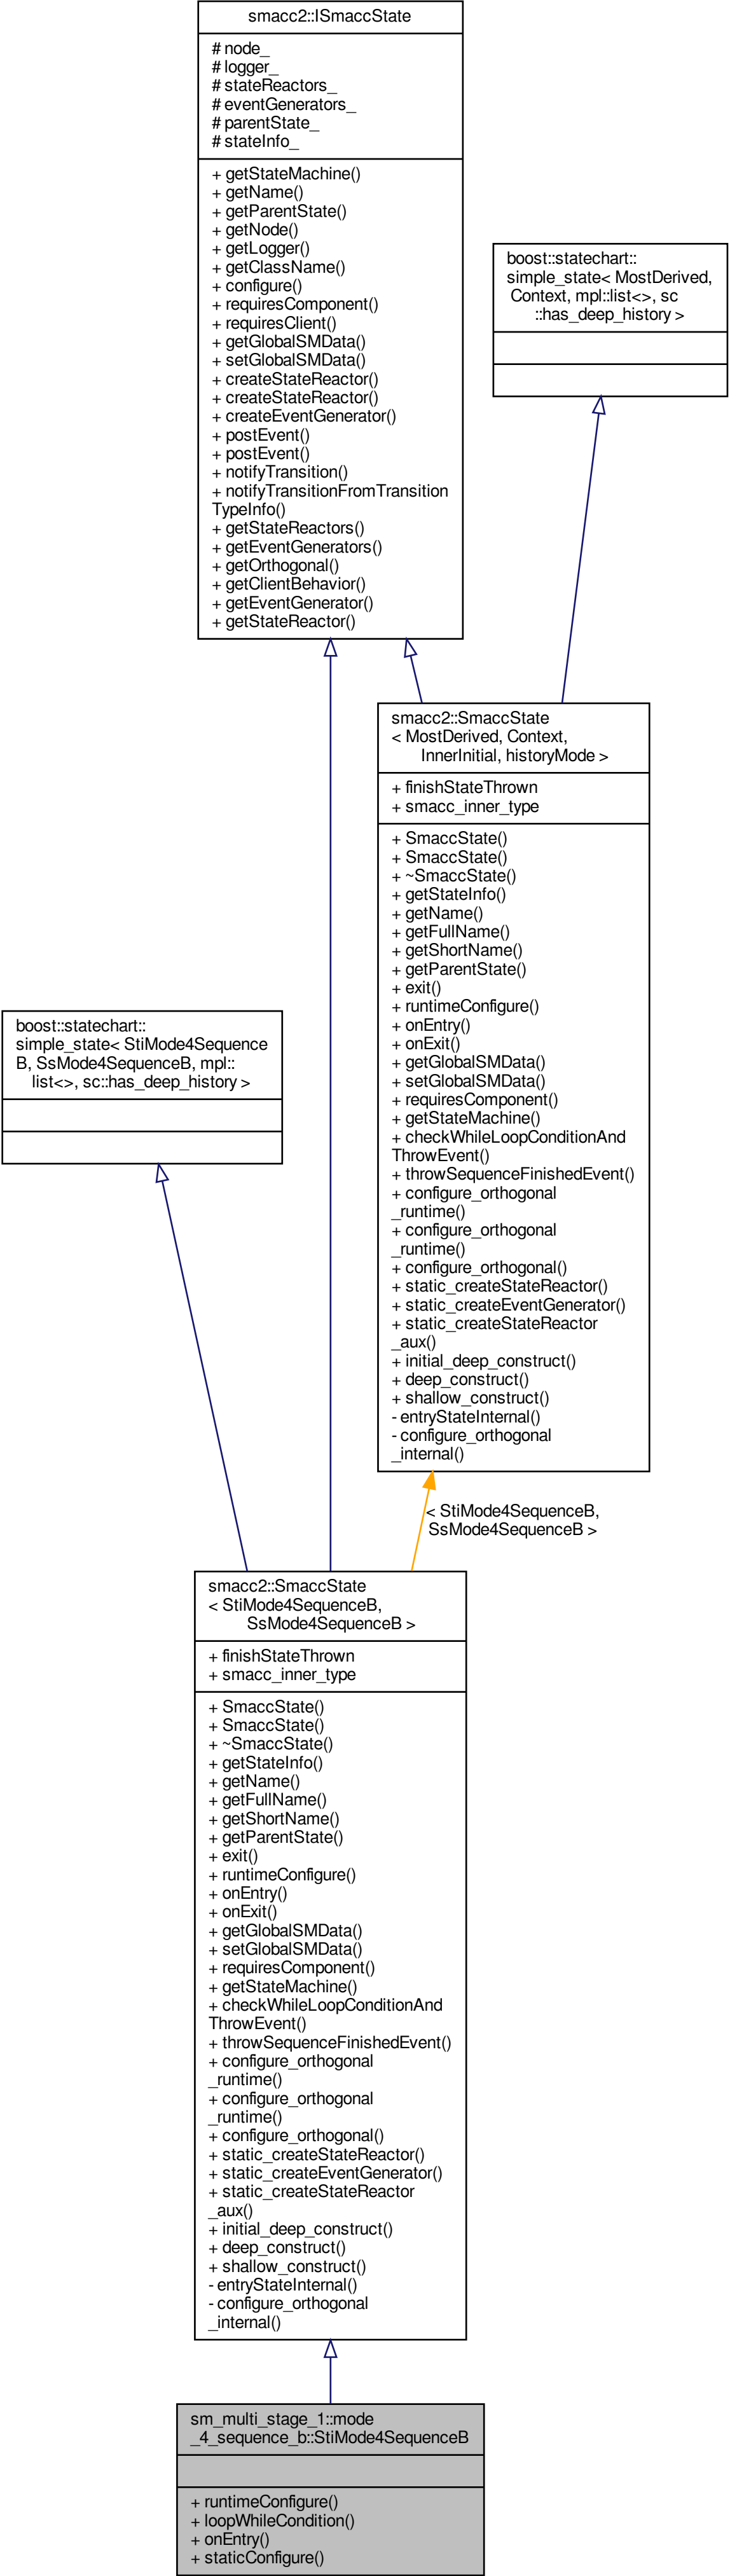 smacc2::ISmaccState
# node_
# logger_
# stateReactors_
# eventGenerators_
# parentState_
# stateInfo_
+ getStateMachine()
+ getName()
+ getParentState()
+ getNode()
+ getLogger()
+ getClassName()
+ configure()
+ requiresComponent()
+ requiresClient()
+ getGlobalSMData()
+ setGlobalSMData()
+ createStateReactor()
+ createStateReactor()
+ createEventGenerator()
+ postEvent()
+ postEvent()
+ notifyTransition()
+ notifyTransitionFromTransition
TypeInfo()
+ getStateReactors()
+ getEventGenerators()
+ getOrthogonal()
+ getClientBehavior()
+ getEventGenerator()
+ getStateReactor()
boost::statechart::
simple_state< MostDerived,
Context, mpl::list<>, sc
::has_deep_history >
smacc2::SmaccState
< MostDerived, Context,
InnerInitial, historyMode >
+ finishStateThrown
+ smacc_inner_type
+ SmaccState()
+ SmaccState()
+ ~SmaccState()
+ getStateInfo()
+ getName()
+ getFullName()
+ getShortName()
+ getParentState()
+ exit()
+ runtimeConfigure()
+ onEntry()
+ onExit()
+ getGlobalSMData()
+ setGlobalSMData()
+ requiresComponent()
+ getStateMachine()
+ checkWhileLoopConditionAnd
ThrowEvent()
+ throwSequenceFinishedEvent()
+ configure_orthogonal
_runtime()
+ configure_orthogonal
_runtime()
+ configure_orthogonal()
+ static_createStateReactor()
+ static_createEventGenerator()
+ static_createStateReactor
_aux()
+ initial_deep_construct()
+ deep_construct()
+ shallow_construct()
- entryStateInternal()
- configure_orthogonal
_internal()
boost::statechart::
simple_state< StiMode4Sequence
B, SsMode4SequenceB, mpl::
list<>, sc::has_deep_history >
< StiMode4SequenceB,
SsMode4SequenceB >
smacc2::SmaccState
< StiMode4SequenceB,
SsMode4SequenceB >
+ finishStateThrown
+ smacc_inner_type
+ SmaccState()
+ SmaccState()
+ ~SmaccState()
+ getStateInfo()
+ getName()
+ getFullName()
+ getShortName()
+ getParentState()
+ exit()
+ runtimeConfigure()
+ onEntry()
+ onExit()
+ getGlobalSMData()
+ setGlobalSMData()
+ requiresComponent()
+ getStateMachine()
+ checkWhileLoopConditionAnd
ThrowEvent()
+ throwSequenceFinishedEvent()
+ configure_orthogonal
_runtime()
+ configure_orthogonal
_runtime()
+ configure_orthogonal()
+ static_createStateReactor()
+ static_createEventGenerator()
+ static_createStateReactor
_aux()
+ initial_deep_construct()
+ deep_construct()
+ shallow_construct()
- entryStateInternal()
- configure_orthogonal
_internal()
sm_multi_stage_1::mode
_4_sequence_b::StiMode4SequenceB
+ runtimeConfigure()
+ loopWhileCondition()
+ onEntry()
+ staticConfigure()